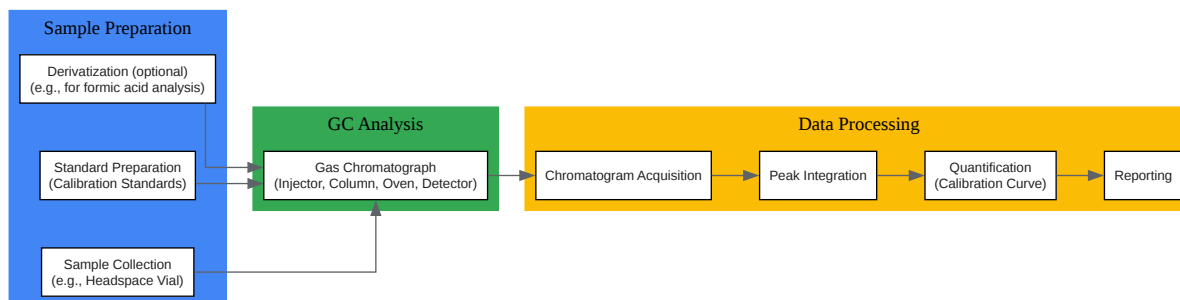 Sample Preparation
Derivatization (optional)
(e.g., for formic acid analysis)
Standard Preparation
(Calibration Standards)
Sample Collection
(e.g., Headspace Vial)
GC Analysis
Gas Chromatograph
(Injector, Column, Oven, Detector)
Data Processing
Chromatogram Acquisition
Peak Integration
Quantification
(Calibration Curve)
Reporting